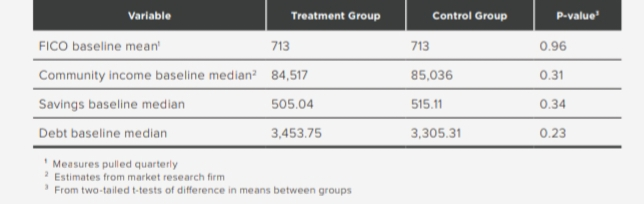 Variable Treatment Group Control Group P-value³
FICO baseline mean¹ 713 713 0.96
Community income baseline median² 84,517 85,036 0.31
Savings baseline median 505.04 515.11 0.34
Debt baseline median 3,453.75 3,305.31 0.23
¹ Measures pulled quarterly
² Estimates from market research firm
³ From two-tailed t-tests of difference in means between groups